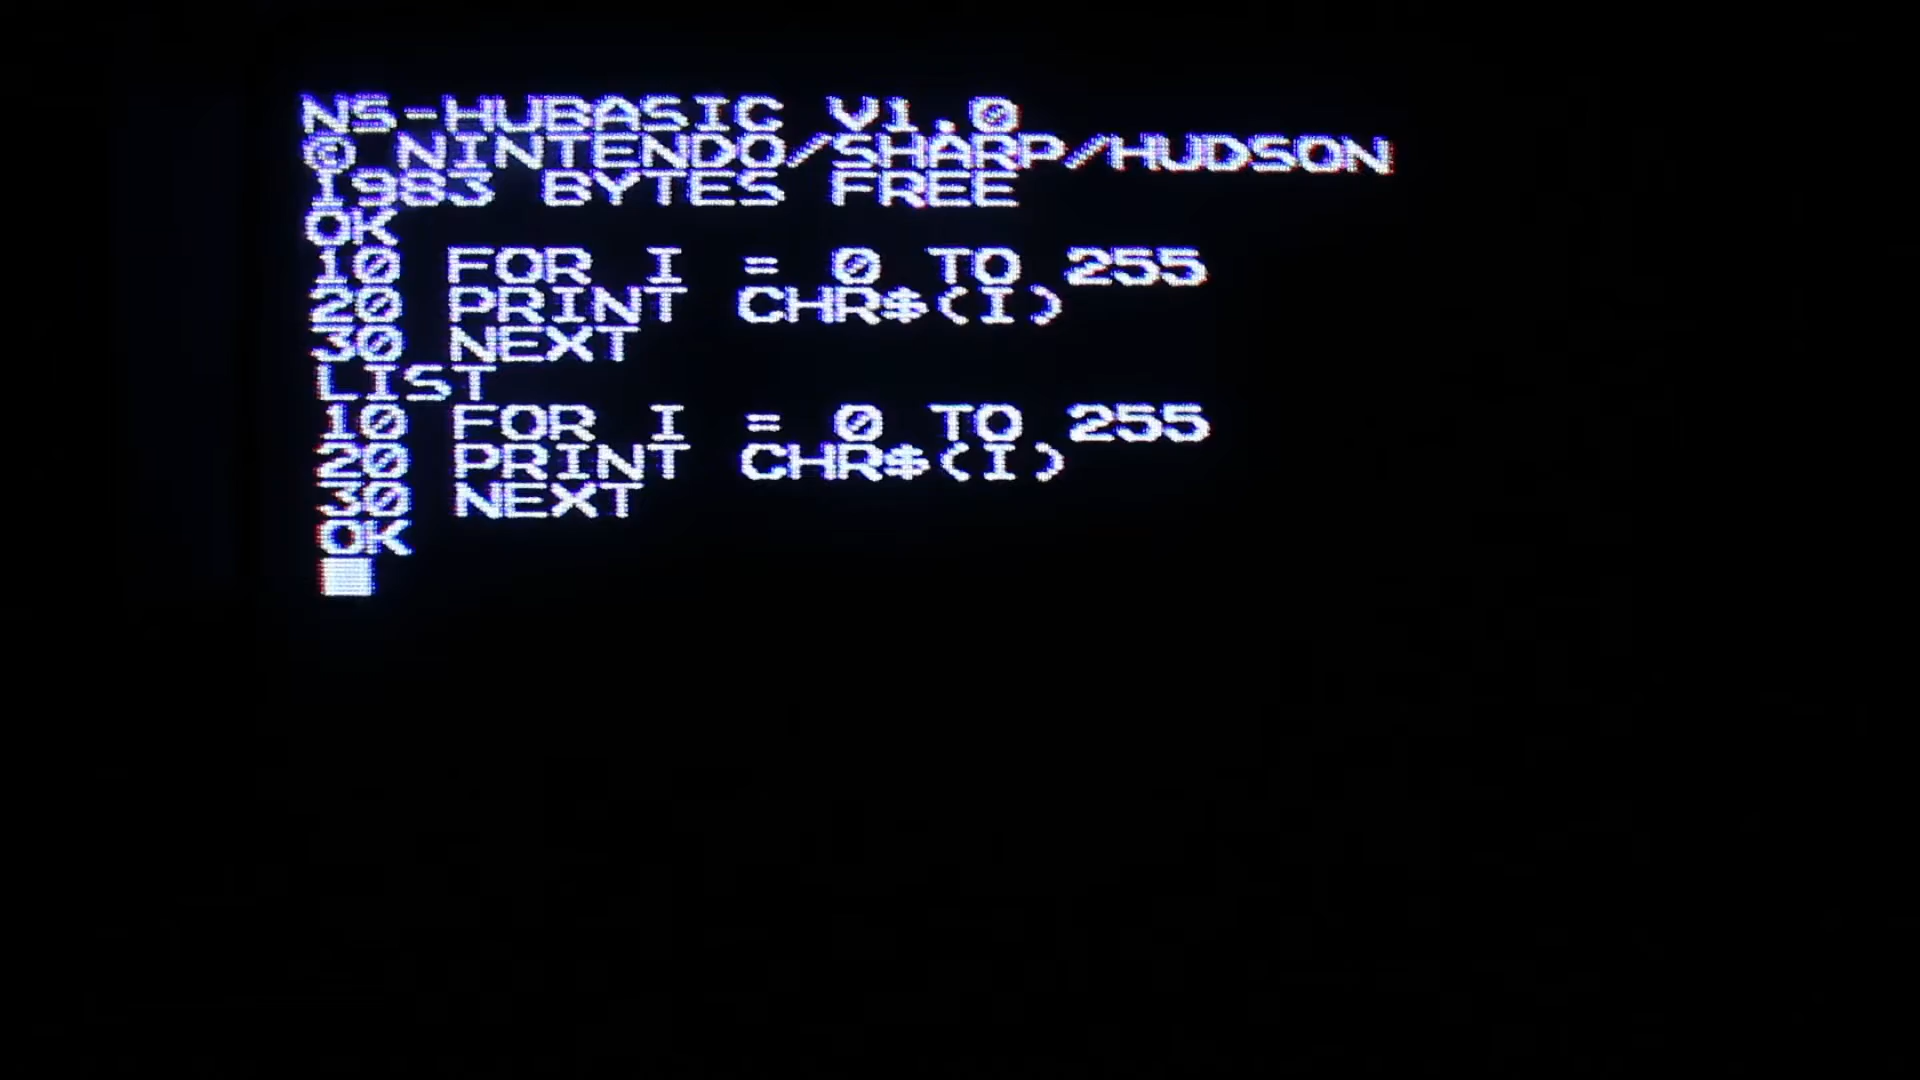 NS-HUBASIC V1.0
© NINTENDO/SHARP/HUDSON
1983 BYTES FREE
OK
10 FOR I = 0 TO 255
20 PRINT CHR$(I)
30 NEXT
LIST
10 FOR I = 0 TO 255
20 PRINT CHR$(I)
30 NEXT
OK